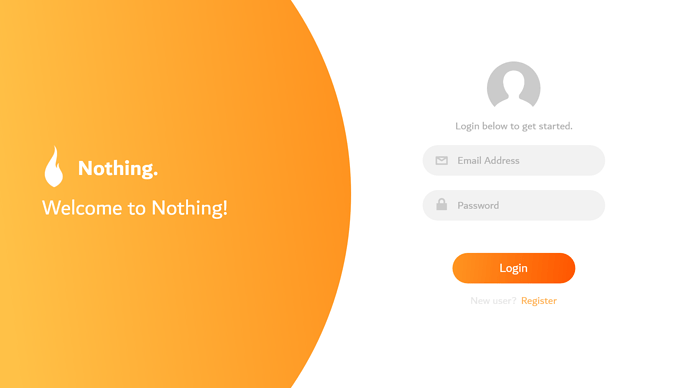 Nothing.
Welcome to Nothing!
Login below to get started.
Email Address
Password
Login
New user? Register